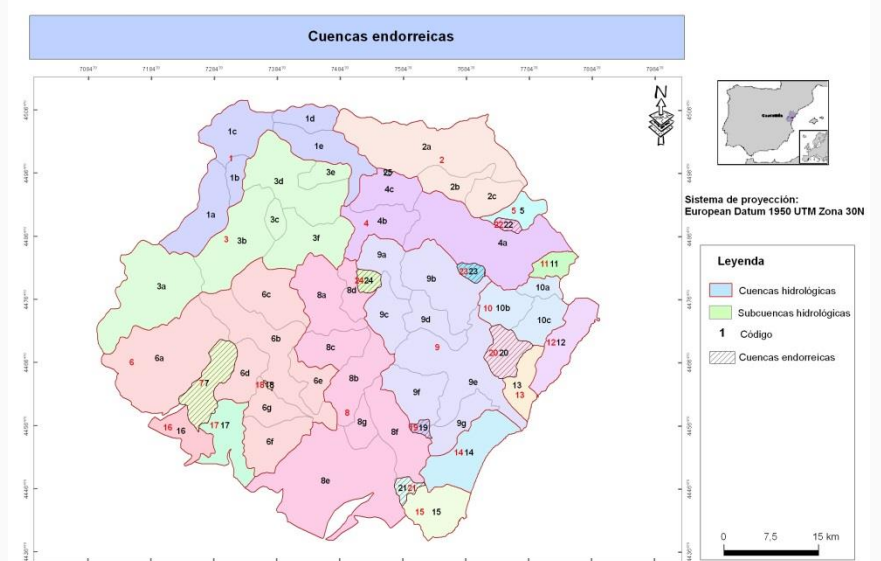 Cuencas endorreicas
N
1c
1d
1e
1
1b
1a
2a
2
2b
2c
3e
3d
3c
3
3b
3f
3a
25
4c
4
4b
4a
5 5
22 22
23 23
11 11
9a
9b
9c
9d
9
9f
9e
9g
24 24
8d
8a
8c
8b
8
8g
8f
8e
10a
10
10b
10c
12 12
20 20
13
13
6c
6b
6
6a
6d
6e
6g
6f
7 7
18 18
16
16
17 17
19 19
14 14
21 21
15 15
Sistema de proyección:
European Datum 1950 UTM Zona 30N
Leyenda
Cuencas hidrológicas
Subcuencas hidrológicas
1 Código
Cuencas endorreicas
0 7,5 15 km